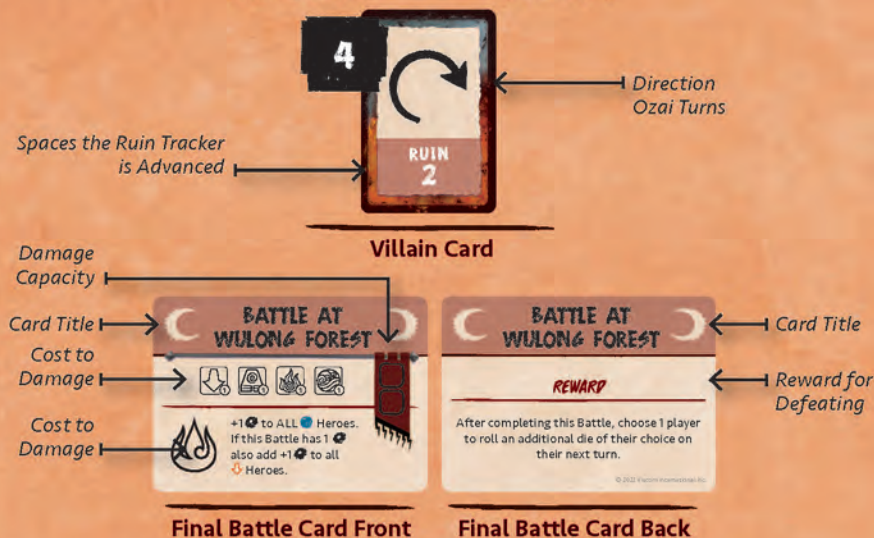 4
Direction
Ozai Turns
Spaces the Ruin Tracker
is Advanced
RUIN
2
Villain Card
Damage
Capacity
Card Title
Cost to
Damage
Cost to
Damage
BATTLE AT
WULONG FOREST
1 1 1 1
+1 to ALL Heroes.
If this Battle has 1
also add +1 to all
Heroes.
Final Battle Card Front
BATTLE AT
WULONG FOREST
REWARD
After completing this Battle, choose 1 player
to roll an additional die of their choice on
their next turn.
Card Title
Reward for
Defeating
Final Battle Card Back